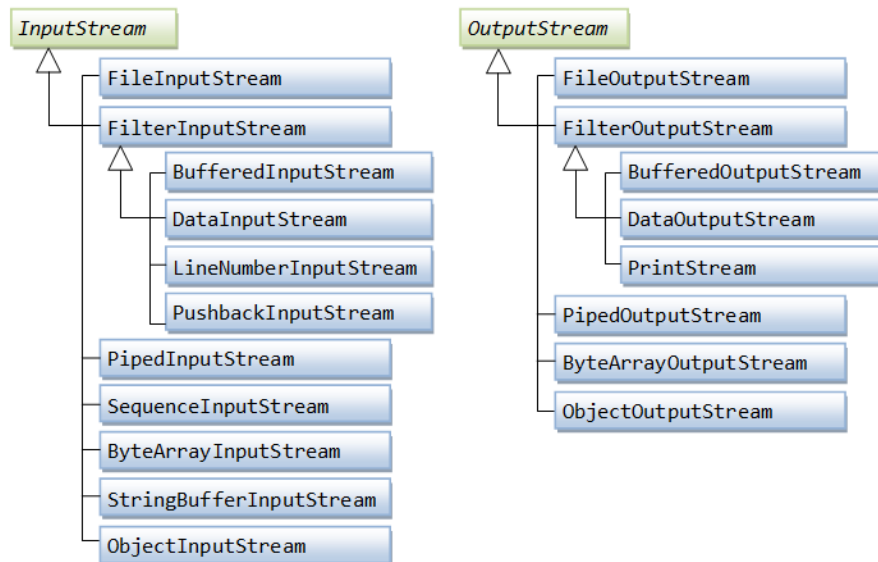 InputStream
FileInputStream
FilterInputStream
BufferedInputStream
DataInputStream
LineNumberInputStream
PushbackInputStream
PipedInputStream
SequenceInputStream
ByteArrayInputStream
StringBufferInputStream
ObjectInputStream
OutputStream
FileOutputStream
FilterOutputStream
BufferedOutputStream
DataOutputStream
PrintStream
PipedOutputStream
ByteArrayOutputStream
ObjectOutputStream